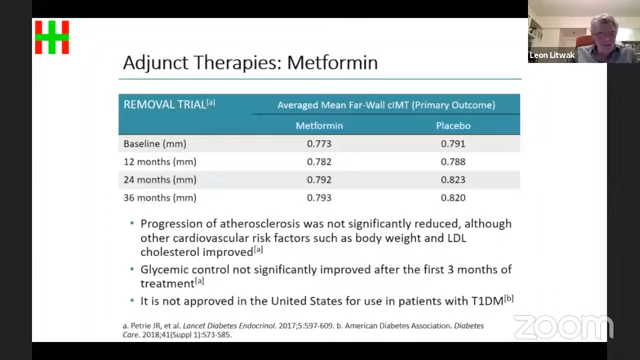 Leon Litwak
Adjunct Therapies: Metformin
REMOVAL TRIAL[a] Averaged Mean Far-Wall cIMT (Primary Outcome)
Metformin Placebo
Baseline (mm) 0.773 0.791
12 months (mm) 0.782 0.788
24 months (mm) 0.792 0.823
36 months (mm) 0.793 0.820
• Progression of atherosclerosis was not significantly reduced, although
other cardiovascular risk factors such as body weight and LDL
cholesterol improved[a]
• Glycemic control not significantly improved after the first 3 months of
treatment[a]
• It is not approved in the United States for use in patients with T1DM[b]
a. Petrie JR, et al. Lancet Diabetes Endocrinol. 2017;5:597-609. b. American Diabetes Association. Diabetes
Care. 2018;41(Suppl 1):S73-S85.
zoom